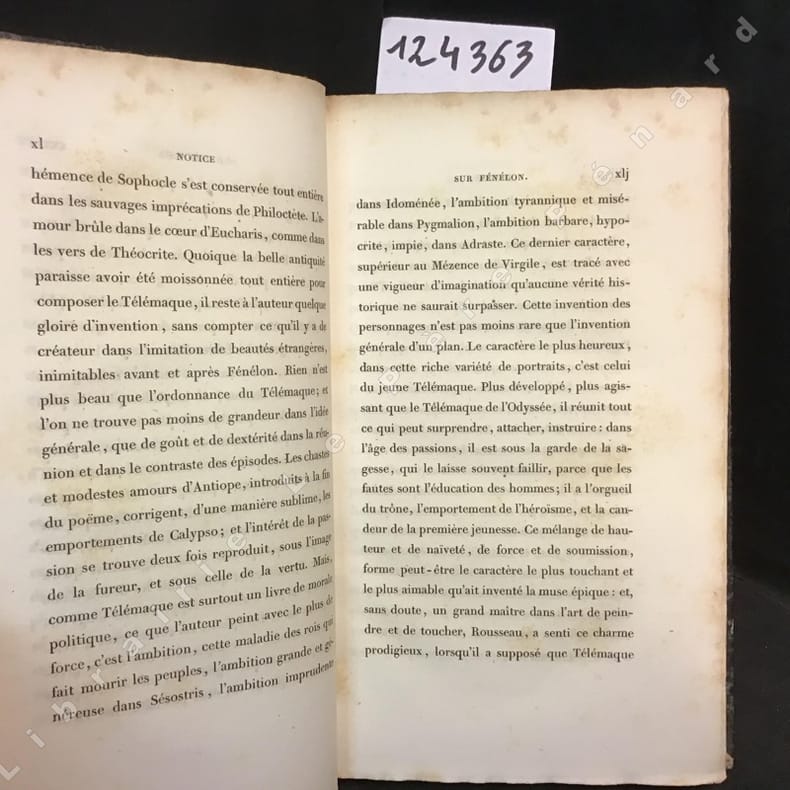 124363
xl
NOTICE
hémence de Sophocle s'est conservée tout entière
dans les sauvages imprécations de Philoctète. L'a-
mour brûle dans le cœur d'Eucharis, comme dans
les vers de Théocrite. Quoique la belle antiquité
paraisse avoir été moissonnée tout entière pour
composer le Télémaque, il reste à l'auteur quelque
gloire d'invention, sans compter ce qu'il y a de
créateur dans l'imitation de beautés étrangères,
inimitables avant et après Fénélon. Rien n'est
plus beau que l'ordonnance du Télémaque; et
l'on ne trouve pas moins de grandeur dans l'idée
générale, que de goût et de dextérité dans la réu-
nion et dans le contraste des épisodes. Les chastes
et modestes amours d'Antiope, introduits à la fin
du poëme, corrigent, d'une manière sublime, les
emportements de Calypso; et l'intérêt de la pas-
sion se trouve deux fois reproduit, sous l'image
de la fureur, et sous celle de la vertu. Mais,
comme Télémaque est surtout un livre de morale
politique, ce que l'auteur peint avec le plus de
force, c'est l'ambition, cette maladie des rois qui
fait mourir les peuples, l'ambition grande et gé-
néreuse dans Sésostris, l'ambition imprudente
SUR FÉNÉLON.
xlj
dans Idoménée, l'ambition tyrannique et misé-
rable dans Pygmalion, l'ambition barbare, hypo-
crite, impie, dans Adraste. Ce dernier caractère,
supérieur au Mézence de Virgile, est tracé avec
une vigueur d'imagination qu'aucune vérité his-
torique ne saurait surpasser. Cette invention des
personnages n'est pas moins rare que l'invention
générale d'un plan. Le caractère le plus heureux,
dans cette riche variété de portraits, c'est celui
du jeune Télémaque. Plus développé, plus agis-
sant que le Télémaque de l'Odyssée, il réunit tout
ce qui peut surprendre, attacher, instruire: dans
l'âge des passions, il est sous la garde de la sa-
gesse, qui le laisse souvent faillir, parce que les
fautes sont l'éducation des hommes; il a l'orgueil
du trône, l'emportement de l'héroïsme, et la can-
deur de la première jeunesse. Ce mélange de hau-
teur et de naïveté, de force et de soumission,
forme peut-être le caractère le plus touchant et
le plus aimable qu'ait inventé la muse épique: et,
sans doute, un grand maître dans l'art de pein-
dre et de toucher, Rousseau, a senti ce charme
prodigieux, lorsqu'il a supposé que Télémaque